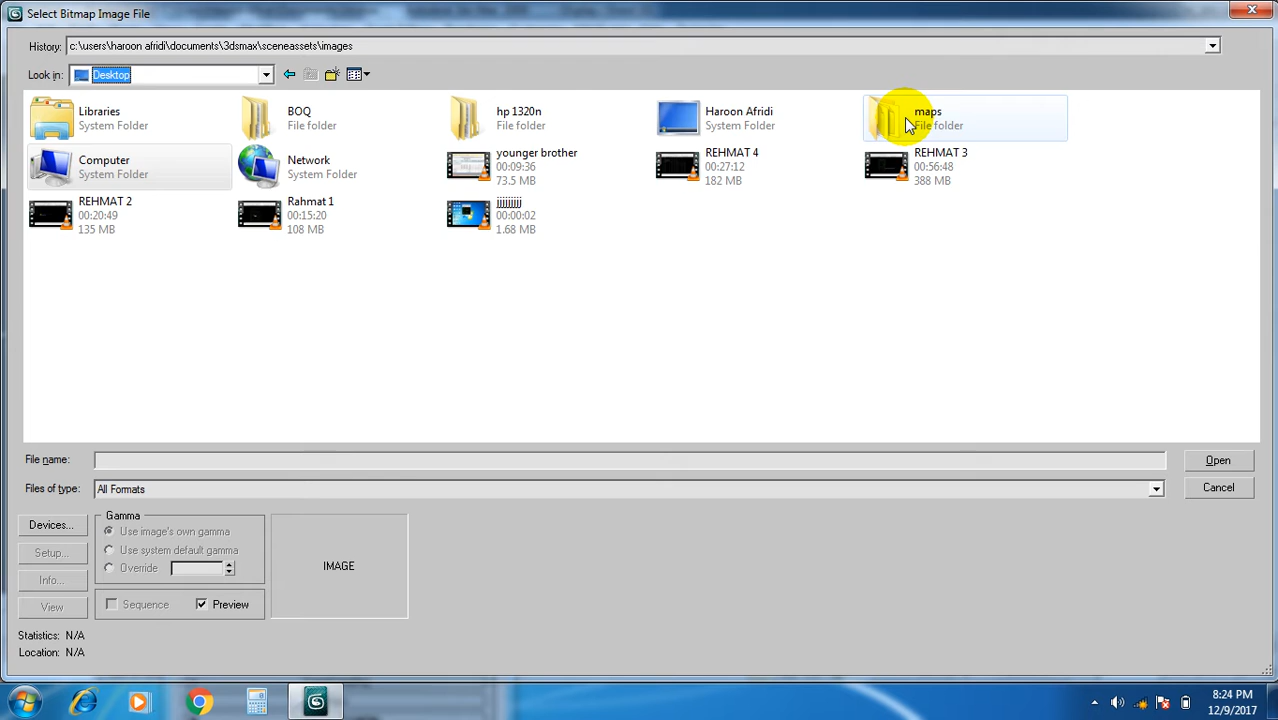 Select Bitmap Image File
History: c:\users\haroon afridi\documents\3dsmax\sceneassets\images
Look in: Desktop
Libraries
System Folder
BOQ
File folder
hp 1320n
File folder
Haroon Afridi
System Folder
maps
File folder
Computer
System Folder
Network
System Folder
younger brother
00:09:36
73.5 MB
REHMAT 4
00:27:12
182 MB
REHMAT 3
00:56:48
388 MB
REHMAT 2
00:20:49
135 MB
Rahmat 1
00:15:20
108 MB
jjjjjjjjj
00:00:02
1.68 MB
File name:
Open
Files of type: All Formats
Cancel
Devices...
Setup...
Info...
View
Gamma
Use image's own gamma
Use system default gamma
Override
Sequence
Preview
IMAGE
Statistics: N/A
Location: N/A
8:24 PM
12/9/2017